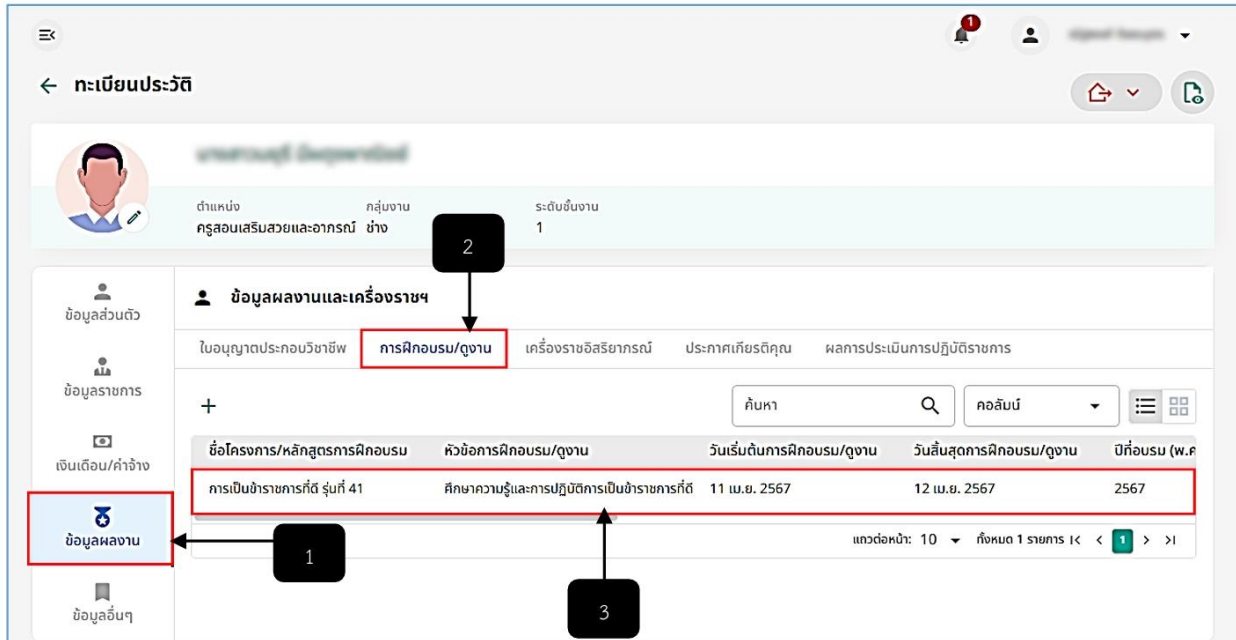 1
ทะเบียนประวัติ
ตำแหน่ง กลุ่มงาน ระดับชั้นงาน
ครูสอนเสริมสวยและอาภรณ์ ช่าง 1
2
ข้อมูลส่วนตัว
ข้อมูลราชการ
เงินเดือน/ค่าจ้าง
ข้อมูลผลงาน
ข้อมูลอื่นๆ
1
ข้อมูลผลงานและเครื่องราชฯ
ใบอนุญาตประกอบวิชาชีพ การฝึกอบรม/ดูงาน เครื่องราชอิสริยาภรณ์ ประกาศเกียรติคุณ ผลการประเมินการปฏิบัติราชการ
ค้นหา คอลัมน์
ชื่อโครงการ/หลักสูตรการฝึกอบรม หัวข้อการฝึกอบรม/ดูงาน วันเริ่มต้นการฝึกอบรม/ดูงาน วันสิ้นสุดการฝึกอบรม/ดูงาน ปีที่อบรม (พ.ศ
การเป็นข้าราชการที่ดี รุ่นที่ 41 ศึกษาความรู้และการปฏิบัติการเป็นข้าราชการที่ดี 11 เม.ย. 2567 12 เม.ย. 2567 2567
แถวต่อหน้า: 10 ทั้งหมด 1 รายการ 1
3